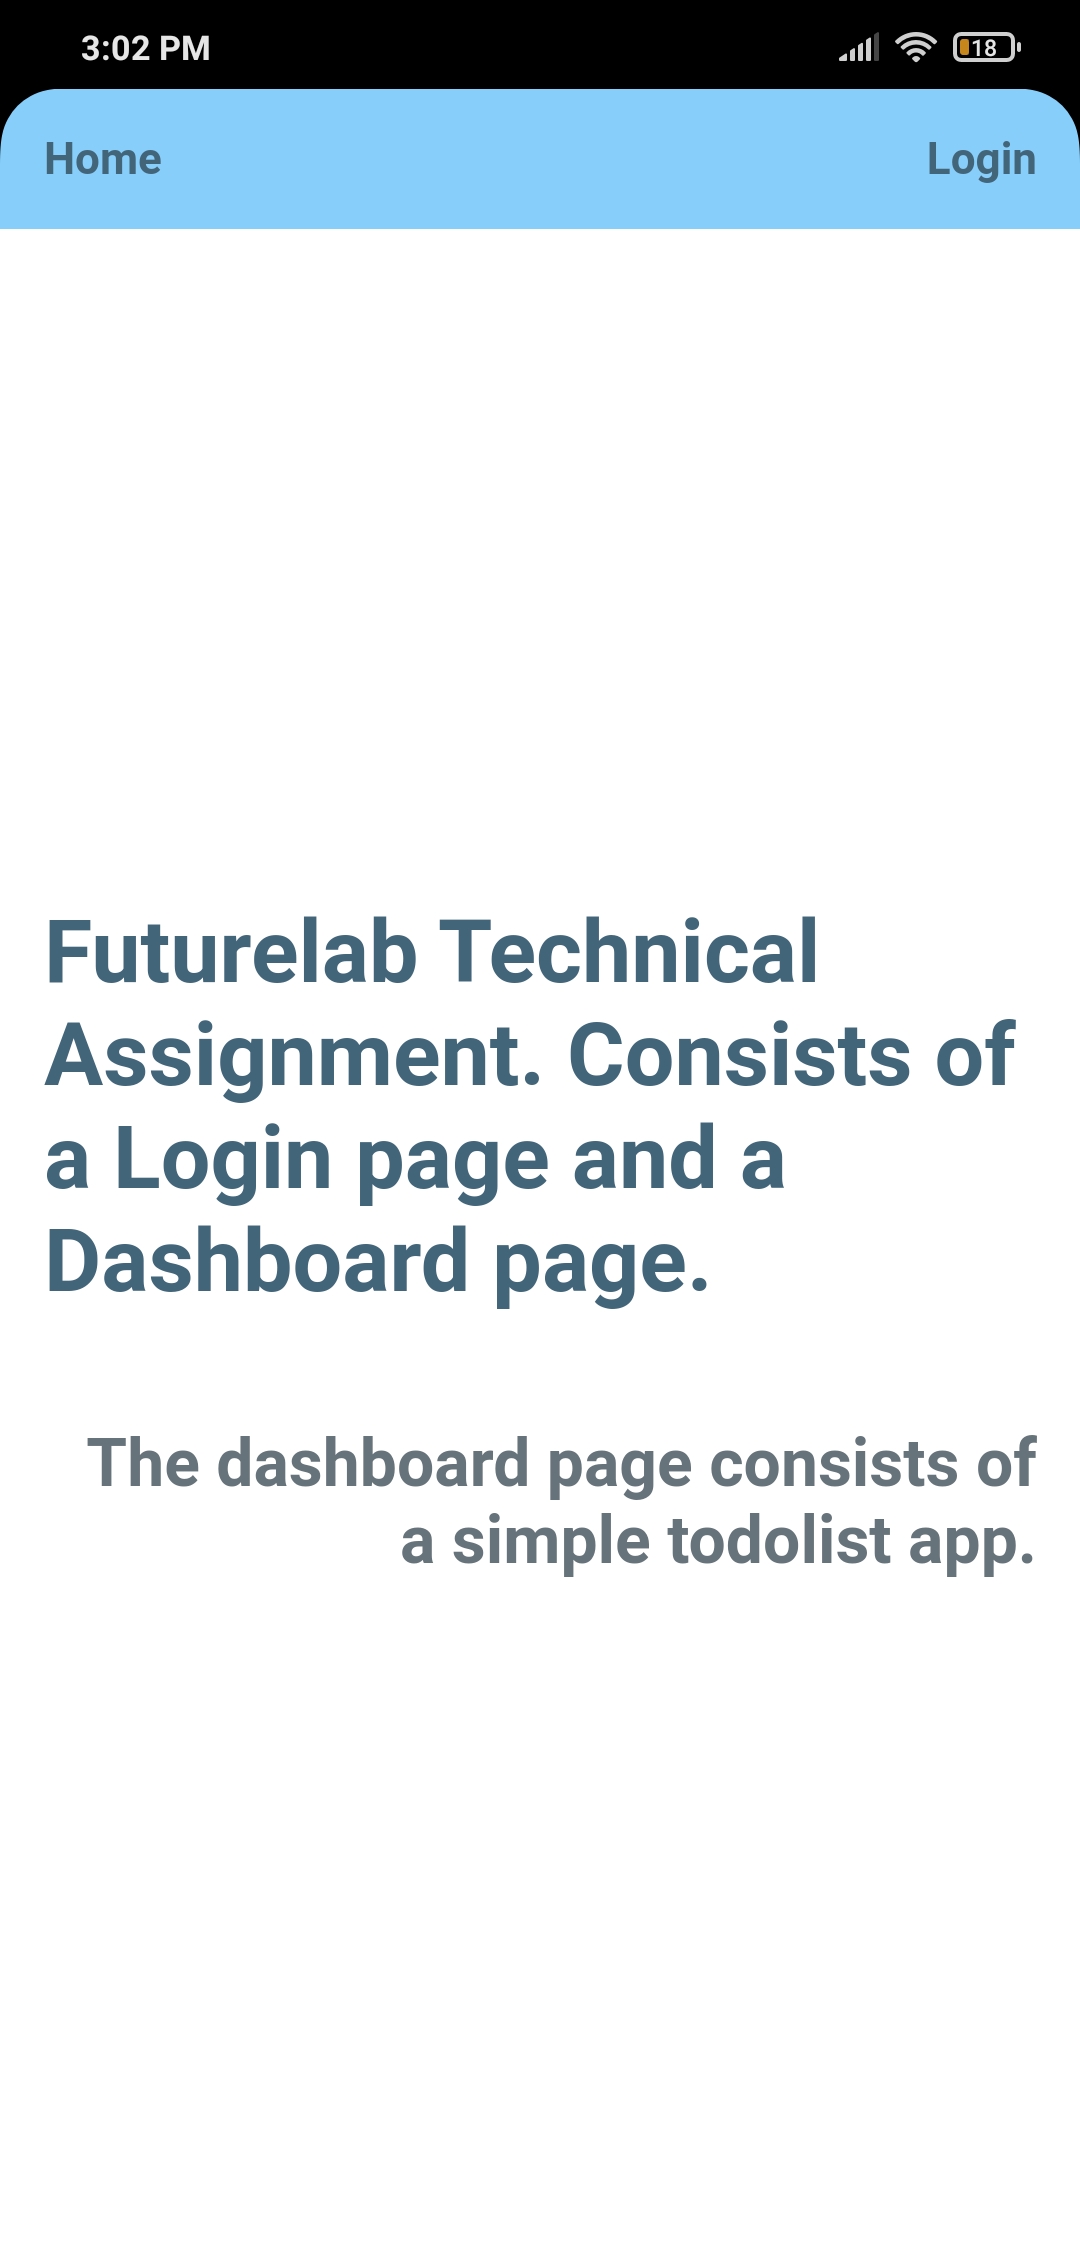 3:02 PM
18
Home
Login
Futurelab Technical
Assignment. Consists of
a Login page and a
Dashboard page.
The dashboard page consists of
a simple todolist app.